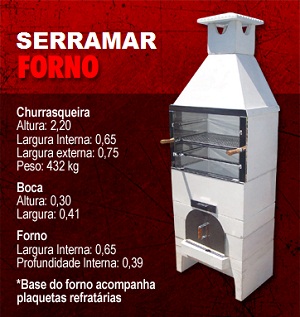 SERRAMAR
FORNO
Churrasqueira
Altura: 2,20
Largura Interna: 0,65
Largura externa: 0,75
Peso: 432 kg
Boca
Altura: 0,30
Largura: 0,41
Forno
Largura Interna: 0,65
Profundidade Interna: 0,39
*Base do forno acompanha
plaquetas refratárias